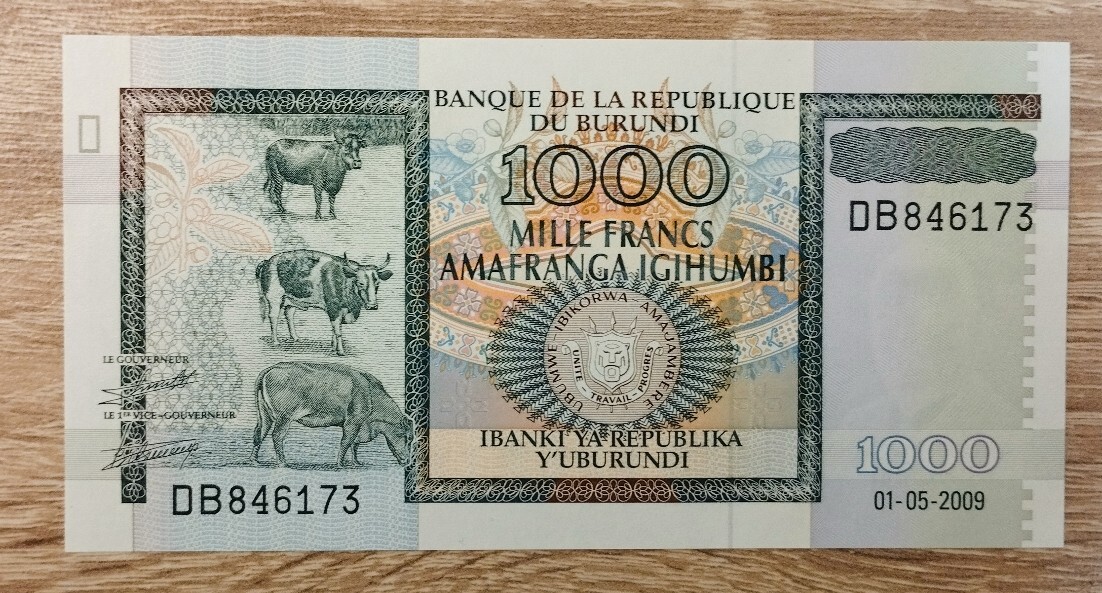 BANQUE DE LA REPUBLIQUE
DU BURUNDI
1000
MILLE FRANCS
AMAFRANGA IGIHUMBI
DB846173
UBUMWE - IBIKORWA - AMAJAMBERE
UNITE - TRAVAIL - PROGRES
LE GOUVERNEUR
LE 1ER VICE-GOUVERNEUR
IBANKI YA REPUBLIKA
Y'UBURUNDI
1000
DB846173
01-05-2009